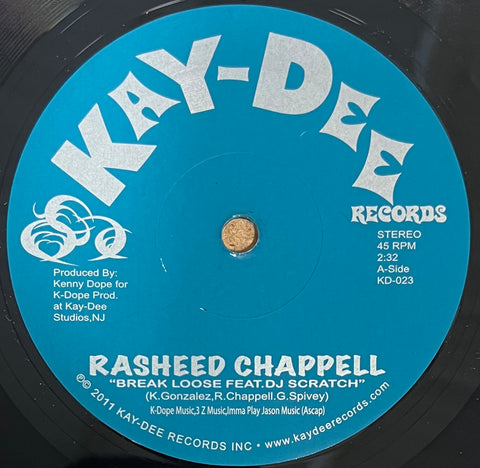 KAY-DEE
RECORDS
STEREO
45 RPM
2:32
A-Side
KD-023
Produced By:
Kenny Dope for
K-Dope Prod.
at Kay-Dee
Studios,NJ
RASHEED CHAPPELL
"BREAK LOOSE FEAT.DJ SCRATCH"
(K.Gonzalez,R.Chappell.G.Spivey)
K-Dope Music,3 Z Music,Imma Play Jason Music (Ascap)
℗© 2011 KAY-DEE RECORDS INC • www.kaydeerecords.com